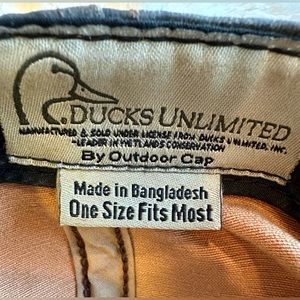 DUCKS UNLIMITED
MANUFACTURED & SOLD UNDER LICENSE FROM DUCKS UNLIMITED, INC.
"LEADER IN WETLANDS CONSERVATION"
By Outdoor Cap
Made in Bangladesh
One Size Fits Most